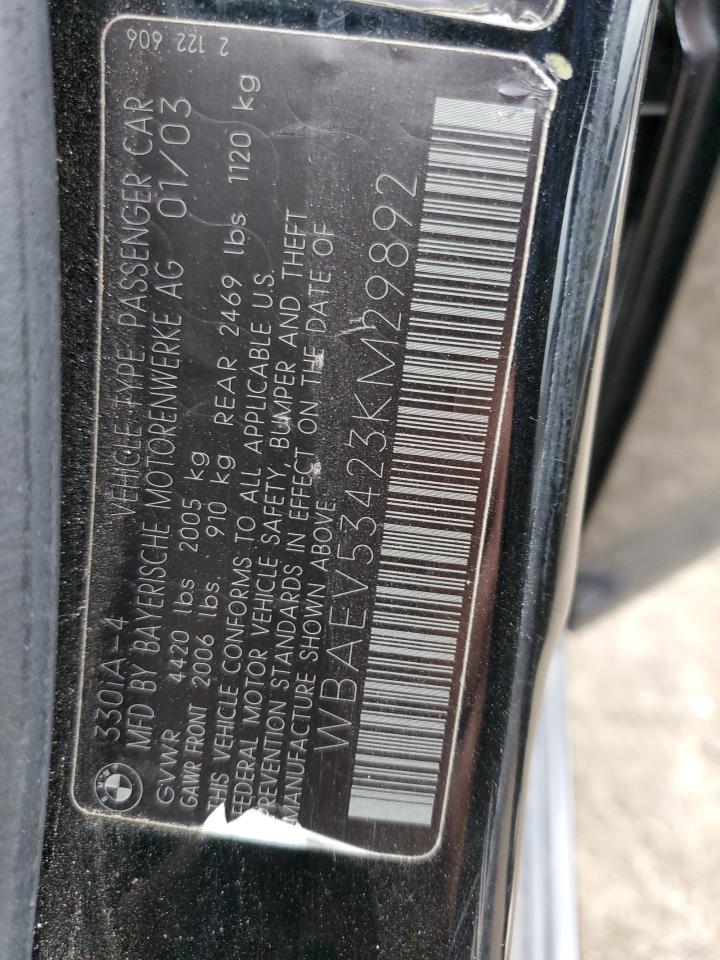 2 122 606
330IA-4 VEHICLE TYPE PASSENGER CAR
MFD BY BAYERISCHE MOTORENWERKE AG 01/03
GVWR 4420 lbs 2005 kg
GAWR FRONT 2006 lbs. 910 kg REAR 2469 lbs 1120 kg
THIS VEHICLE CONFORMS TO ALL APPLICABLE U.S.
FEDERAL MOTOR VEHICLE SAFETY, BUMPER AND THEFT
PREVENTION STANDARDS IN EFFECT ON THE DATE OF
MANUFACTURE SHOWN ABOVE.
WBAEV53423KM29892